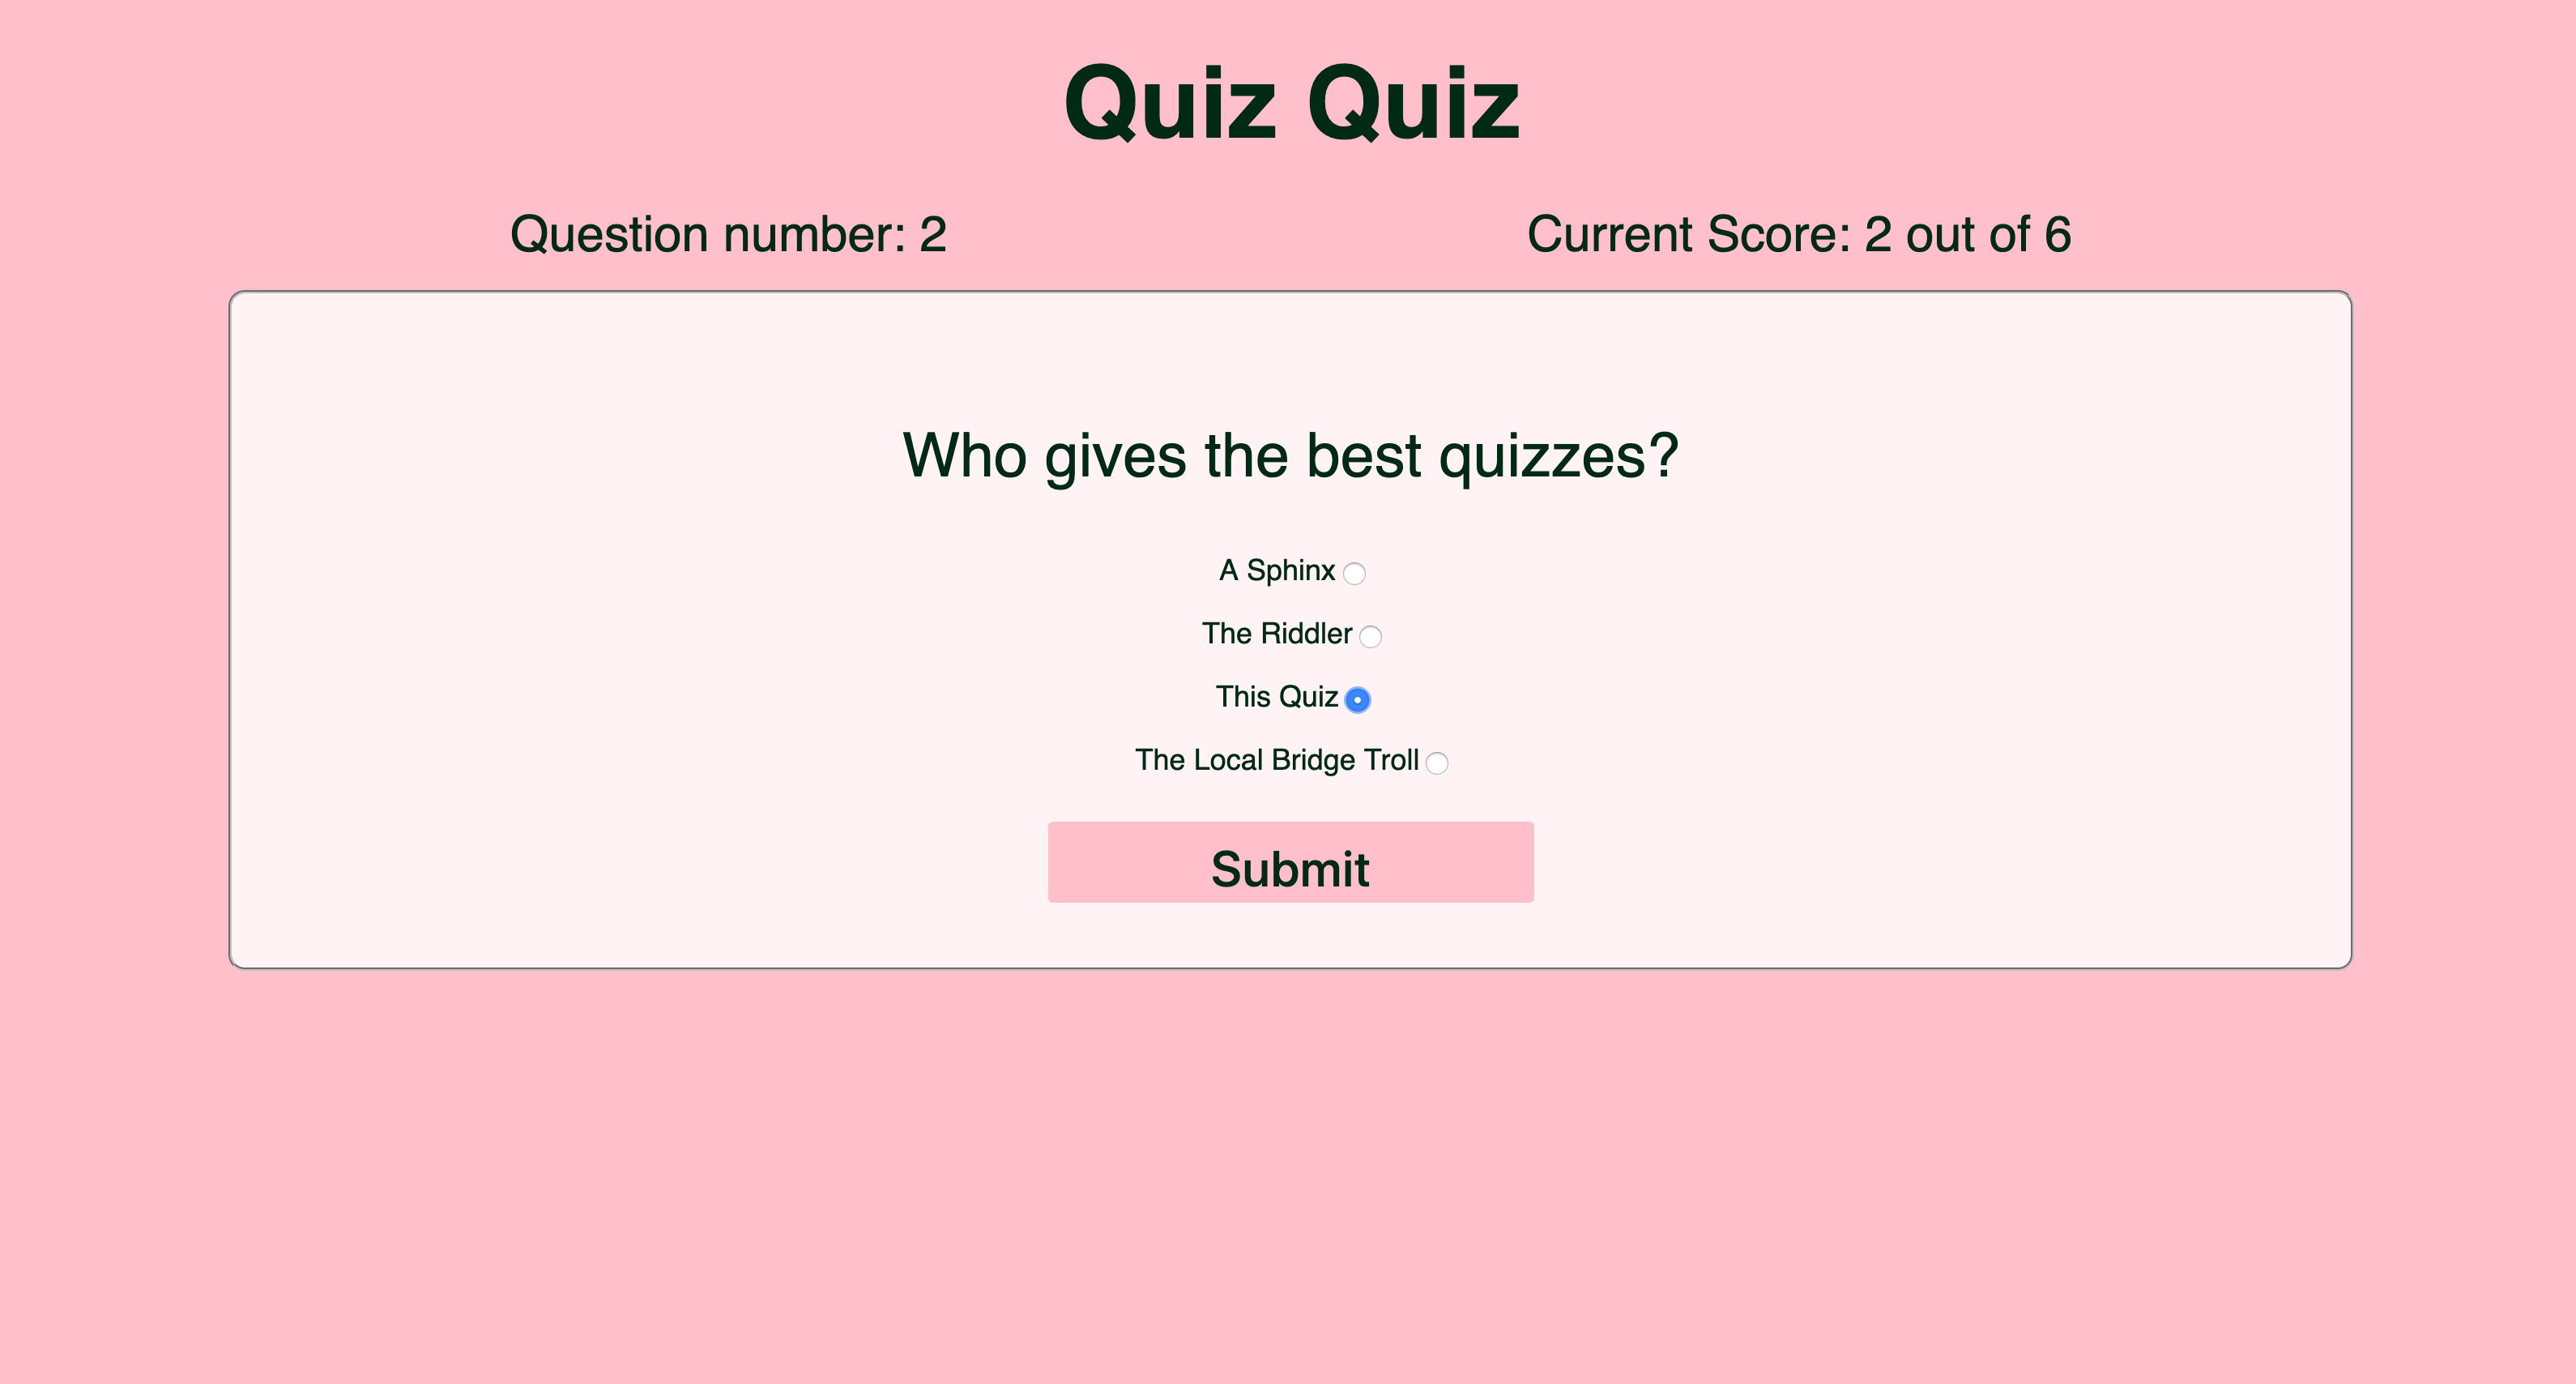 Quiz Quiz
Question number: 2
Current Score: 2 out of 6
Who gives the best quizzes?
A Sphinx
The Riddler
This Quiz
The Local Bridge Troll
Submit